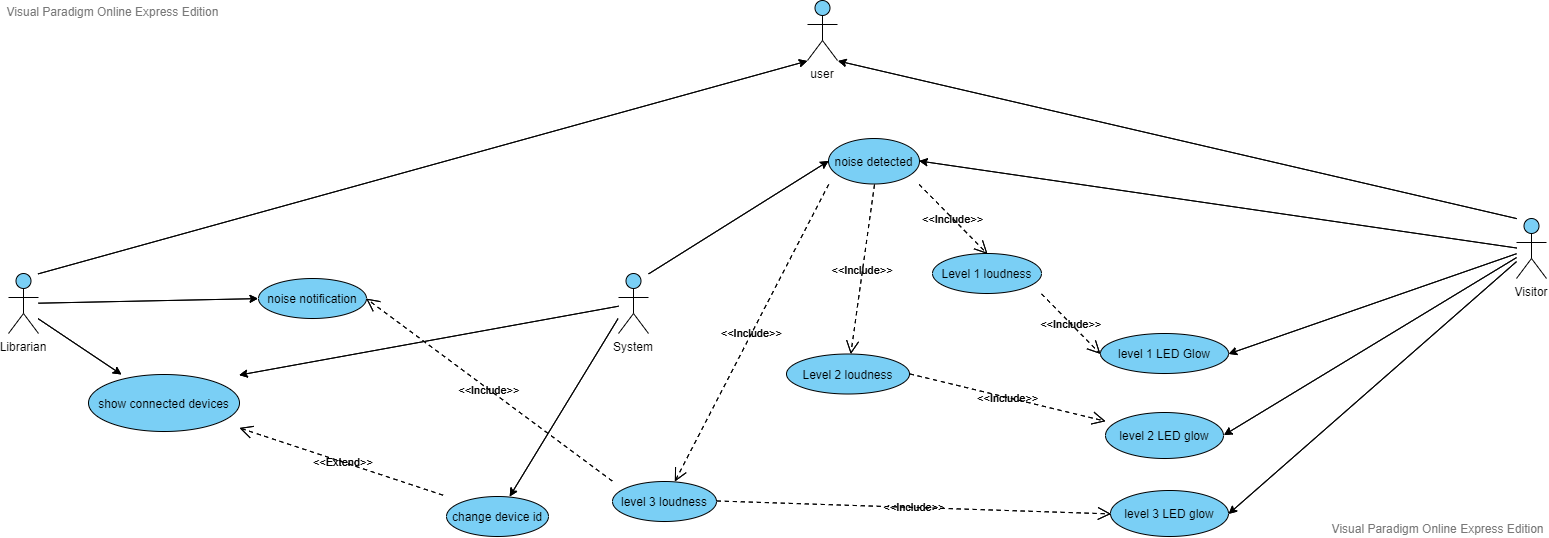 Visual Paradigm Online Express Edition
user
noise detected
<<Include>>
<<Include>>
Level 1 loudness
noise notification
Visitor
<<Include>>
<<Include>>
Librarian
System
level 1 LED Glow
Level 2 loudness
<<Include>>
<<Include>>
show connected devices
level 2 LED glow
<<Extend>>
level 3 loudness
<<Include>>
change device id
level 3 LED glow
Visual Paradigm Online Express Edition